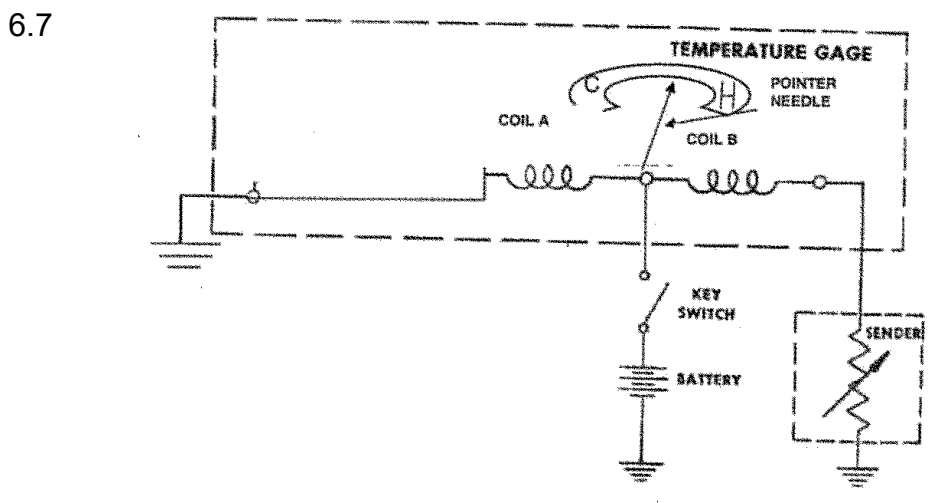 6.7
TEMPERATURE GAGE
C
H
POINTER
NEEDLE
COIL A
COIL B
KEY
SWITCH
SENDER
BATTERY